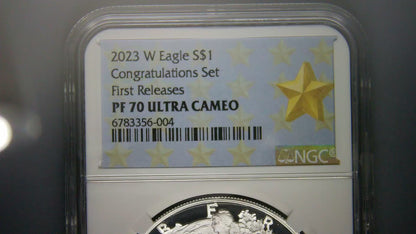 2023 W Eagle S$1
Congratulations Set
First Releases
PF 70 ULTRA CAMEO
6783356-004
NGC
R F R